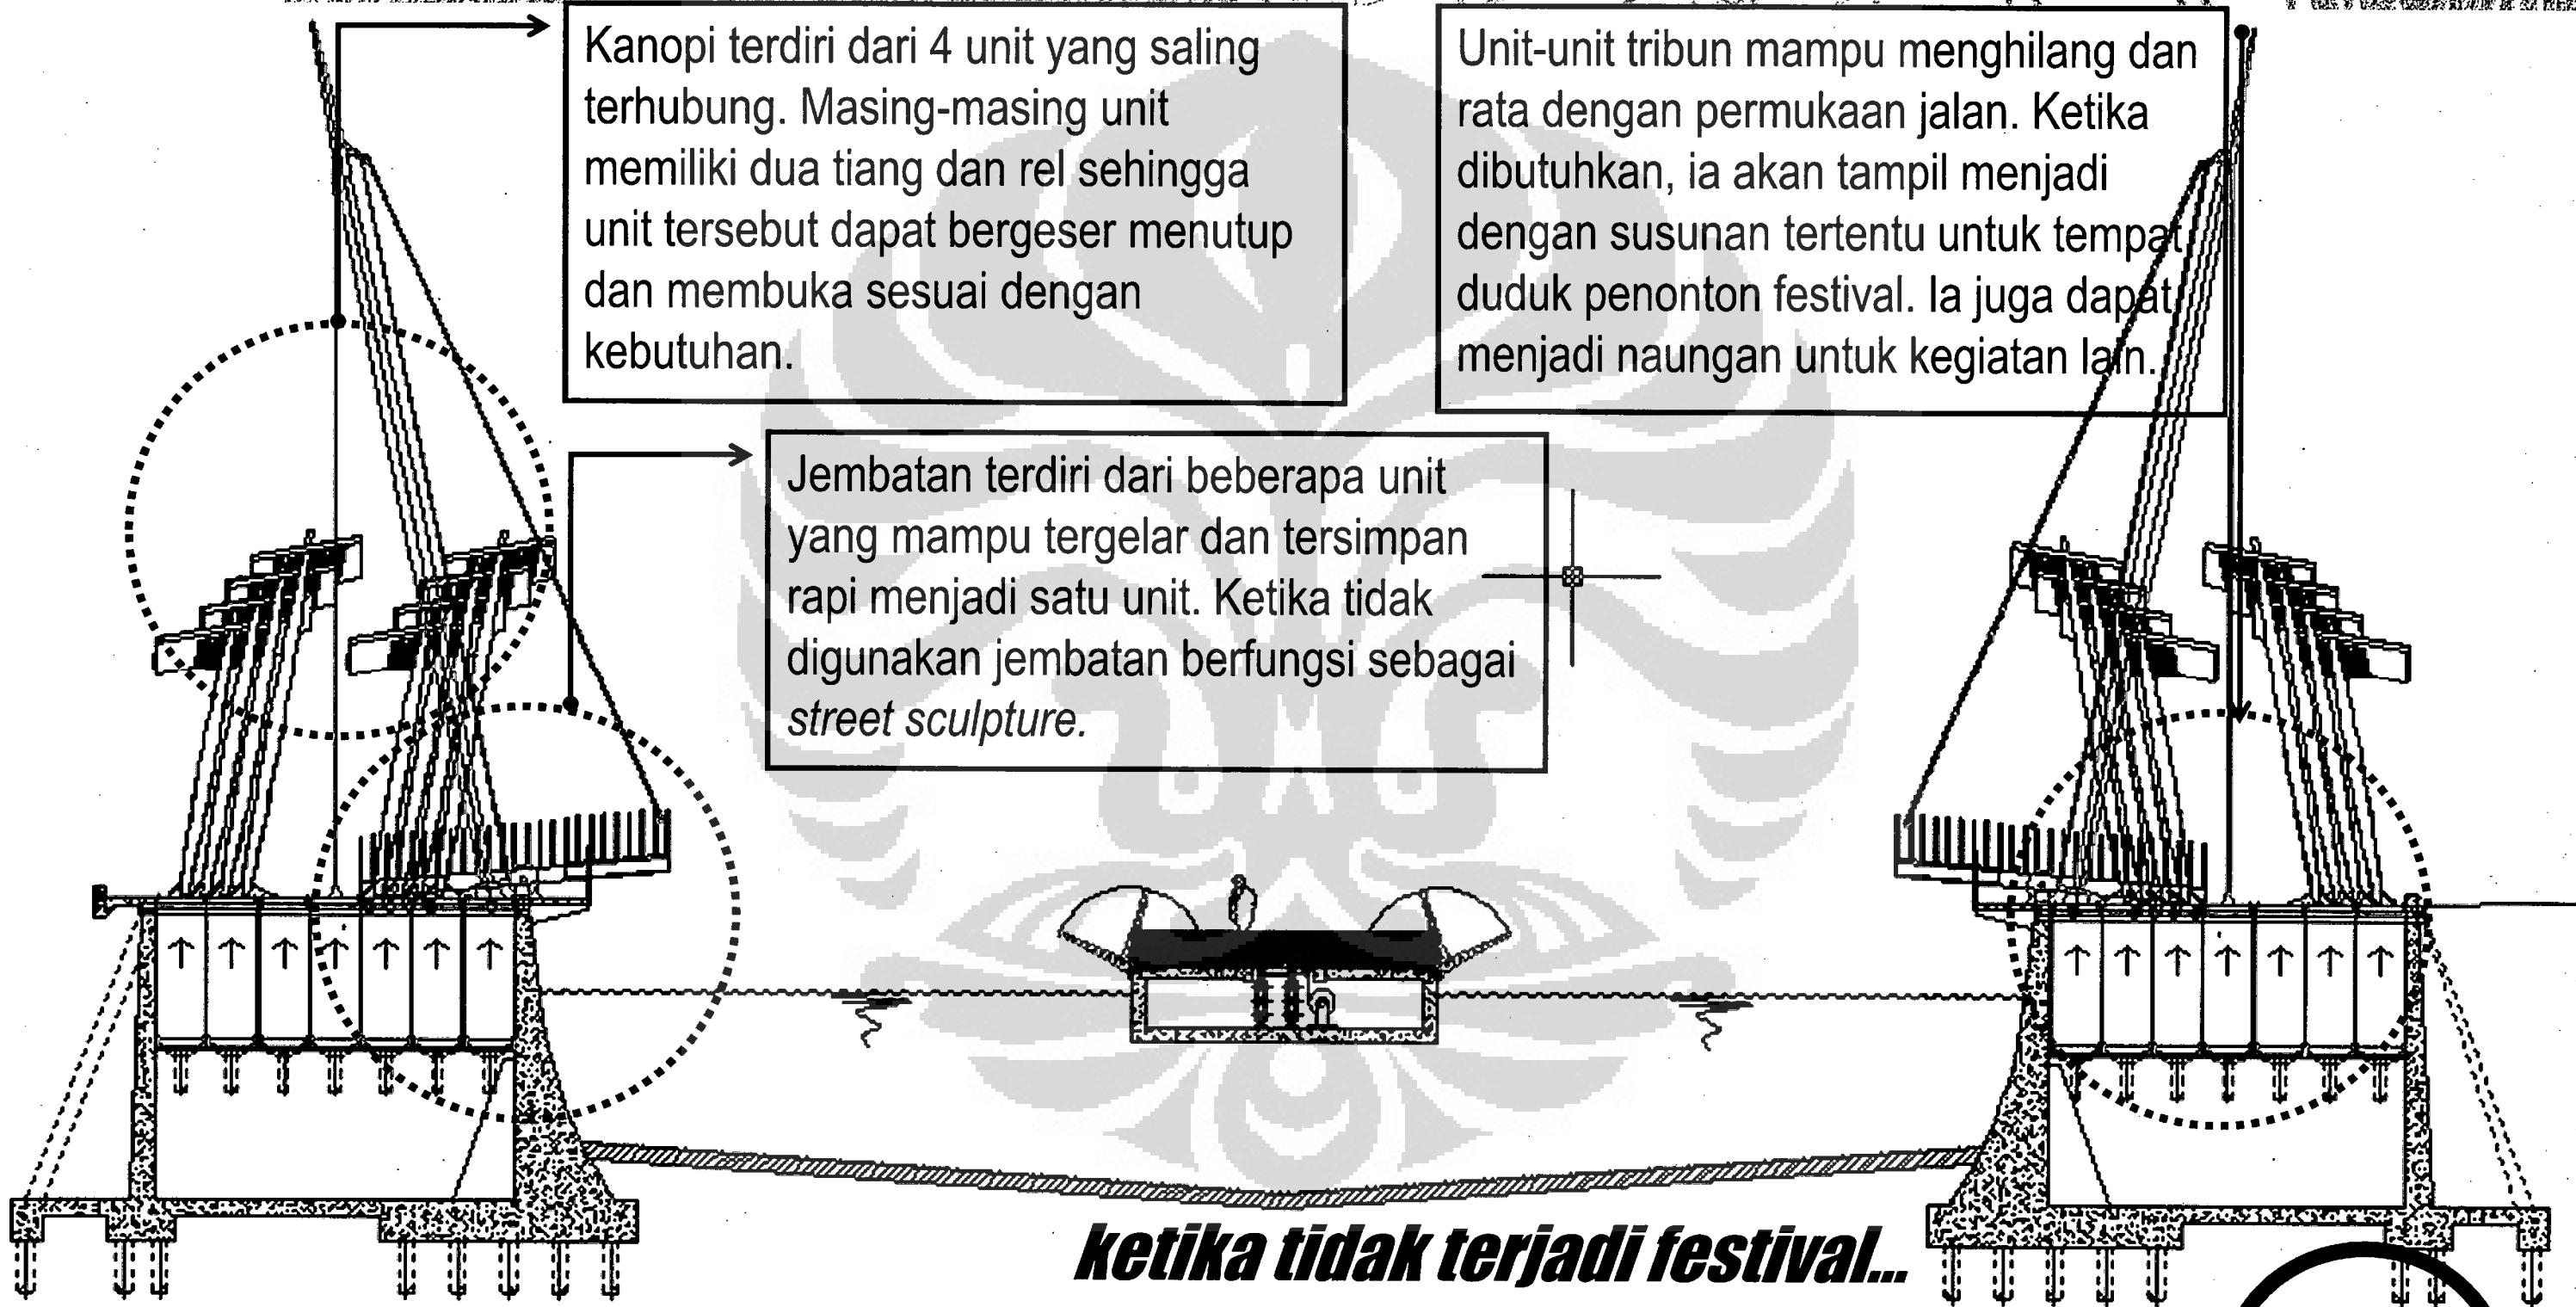 Kanopi terdiri dari 4 unit yang saling
terhubung. Masing-masing unit
memiliki dua tiang dan rel sehingga
unit tersebut dapat bergeser menutup
dan membuka sesuai dengan
kebutuhan.
Unit-unit tribun mampu menghilang dan
rata dengan permukaan jalan. Ketika
dibutuhkan, ia akan tampil menjadi
dengan susunan tertentu untuk tempat
duduk penonton festival. Ia juga dapat
menjadi naungan untuk kegiatan lain.
Jembatan terdiri dari beberapa unit
yang mampu tergelar dan tersimpan
rapi menjadi satu unit. Ketika tidak
digunakan jembatan berfungsi sebagai
street sculpture.
ketika tidak terjadi festival...